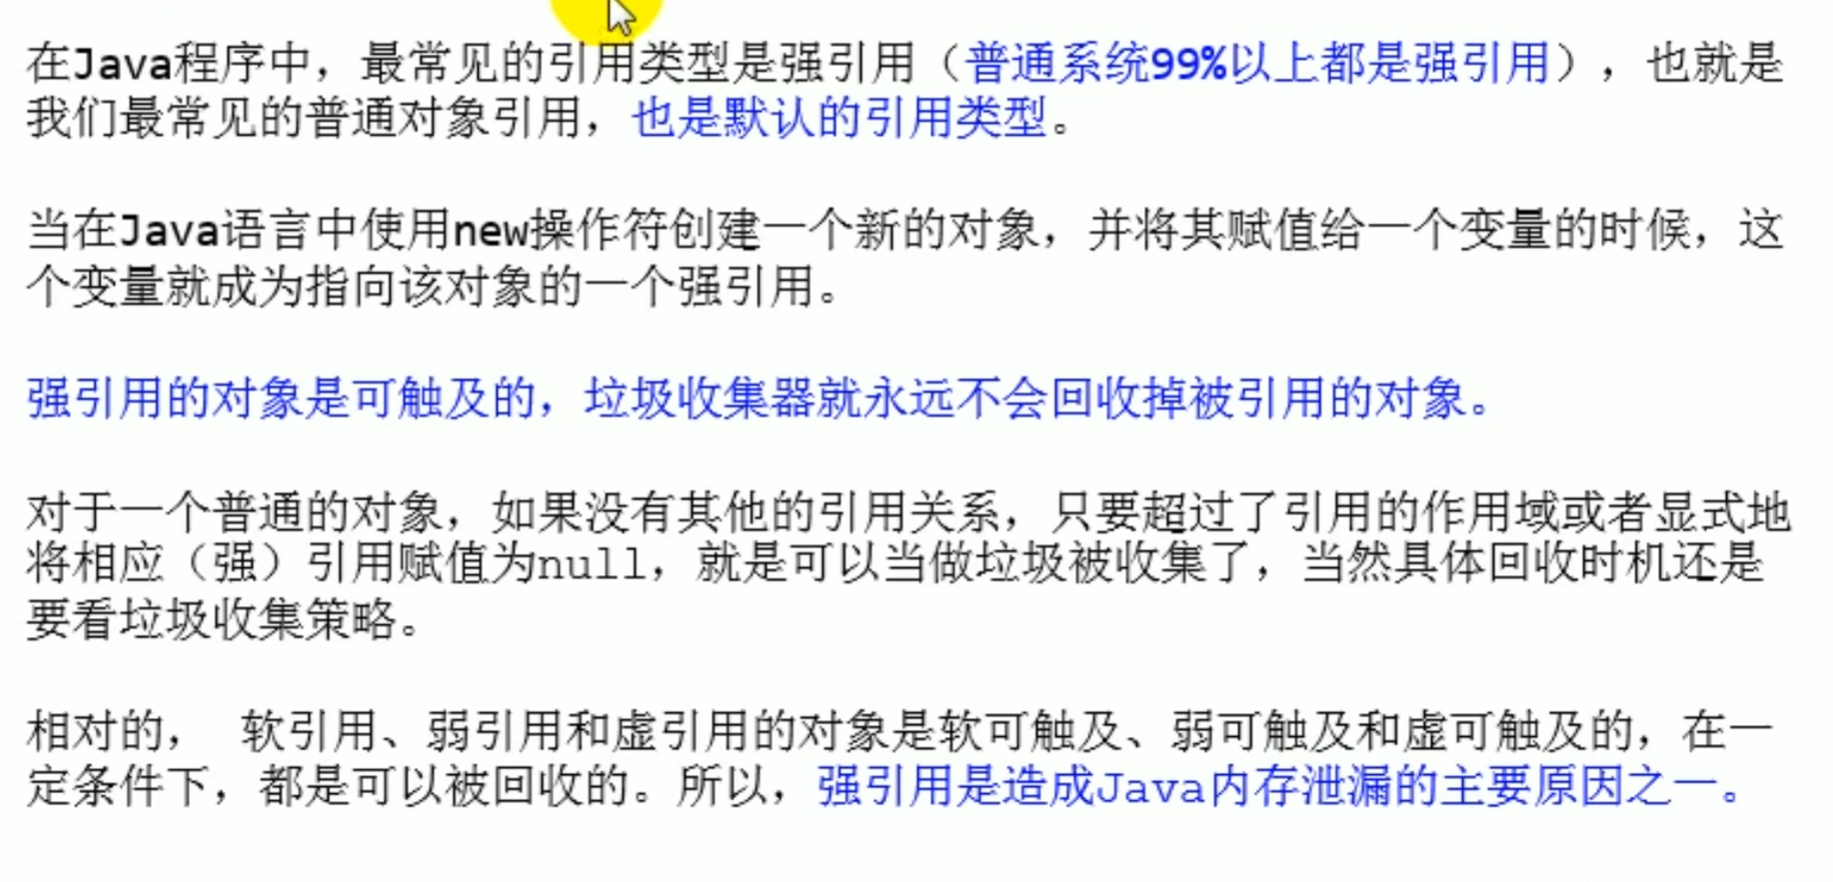 在Java程序中，最常见的引用类型是强引用（普通系统99%以上都是强引用），也就是
我们最常见的普通对象引用，也是默认的引用类型。
当在Java语言中使用new操作符创建一个新的对象，并将其赋值给一个变量的时候，这
个变量就成为指向该对象的一个强引用。
强引用的对象是可触及的，垃圾收集器就永远不会回收掉被引用的对象。
对于一个普通的对象，如果没有其他的引用关系，只要超过了引用的作用域或者显式地
将相应（强）引用赋值为null，就是可以当做垃圾被收集了，当然具体回收时机还是
要看垃圾收集策略。
相对的， 软引用、弱引用和虚引用的对象是软可触及、弱可触及和虚可触及的，在一
定条件下，都是可以被回收的。所以，强引用是造成Java内存泄漏的主要原因之一。